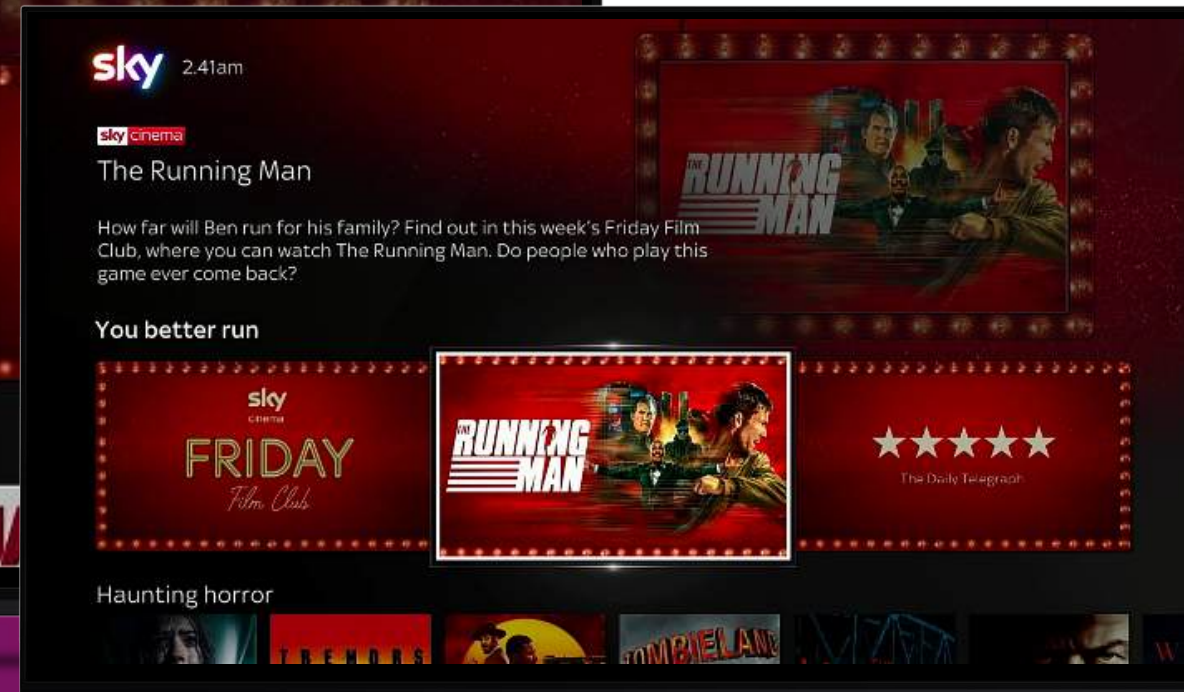 sky 2.41am
sky cinema
The Running Man
How far will Ben run for his family? Find out in this week's Friday Film
Club, where you can watch The Running Man. Do people who play this
game ever come back?
THE
RUNNING
MAN
You better run
sky
cinema
FRIDAY
Film Club
THE
RUNNING
MAN
The Daily Telegraph
Haunting horror
TREMORS
ZOMBIELAND